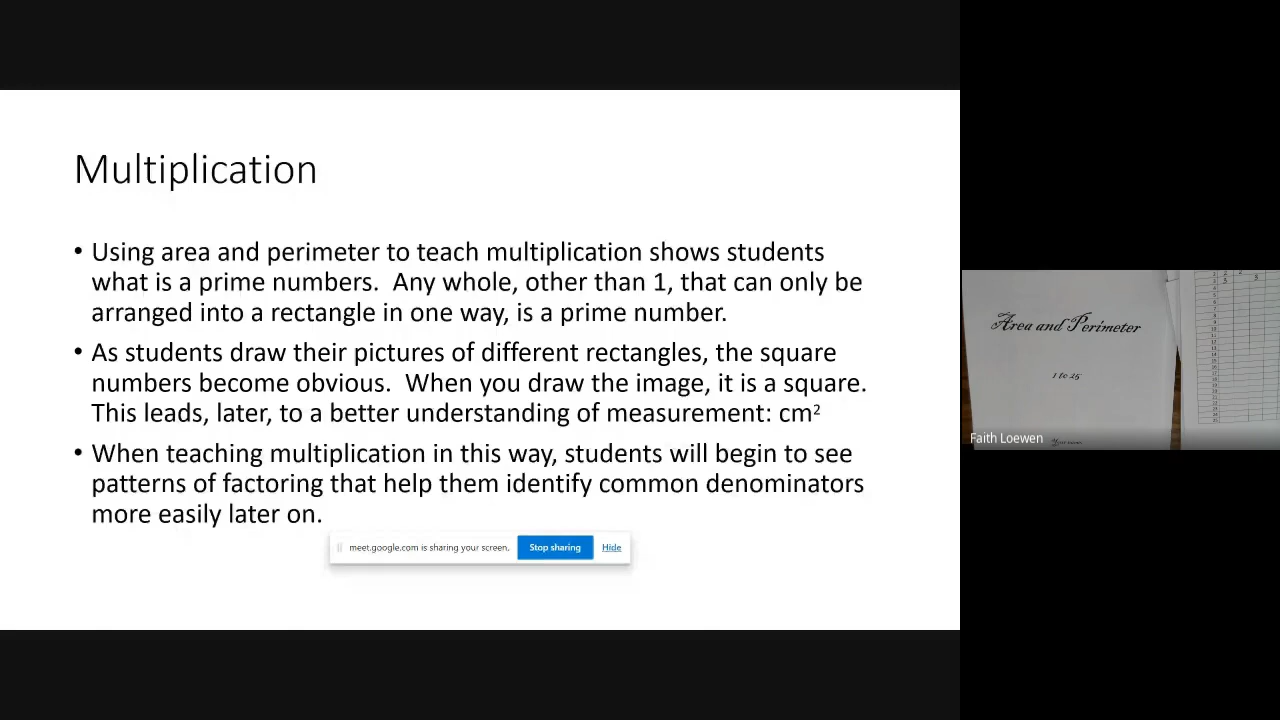 Multiplication
• Using area and perimeter to teach multiplication shows students
what is a prime numbers.  Any whole, other than 1, that can only be
arranged into a rectangle in one way, is a prime number.
• As students draw their pictures of different rectangles, the square
numbers become obvious.  When you draw the image, it is a square.
This leads, later, to a better understanding of measurement: cm²
• When teaching multiplication in this way, students will begin to see
patterns of factoring that help them identify common denominators
more easily later on.
meet.google.com is sharing your screen.
Stop sharing
Hide
Area and Perimeter
1 to 25
Faith Loewen